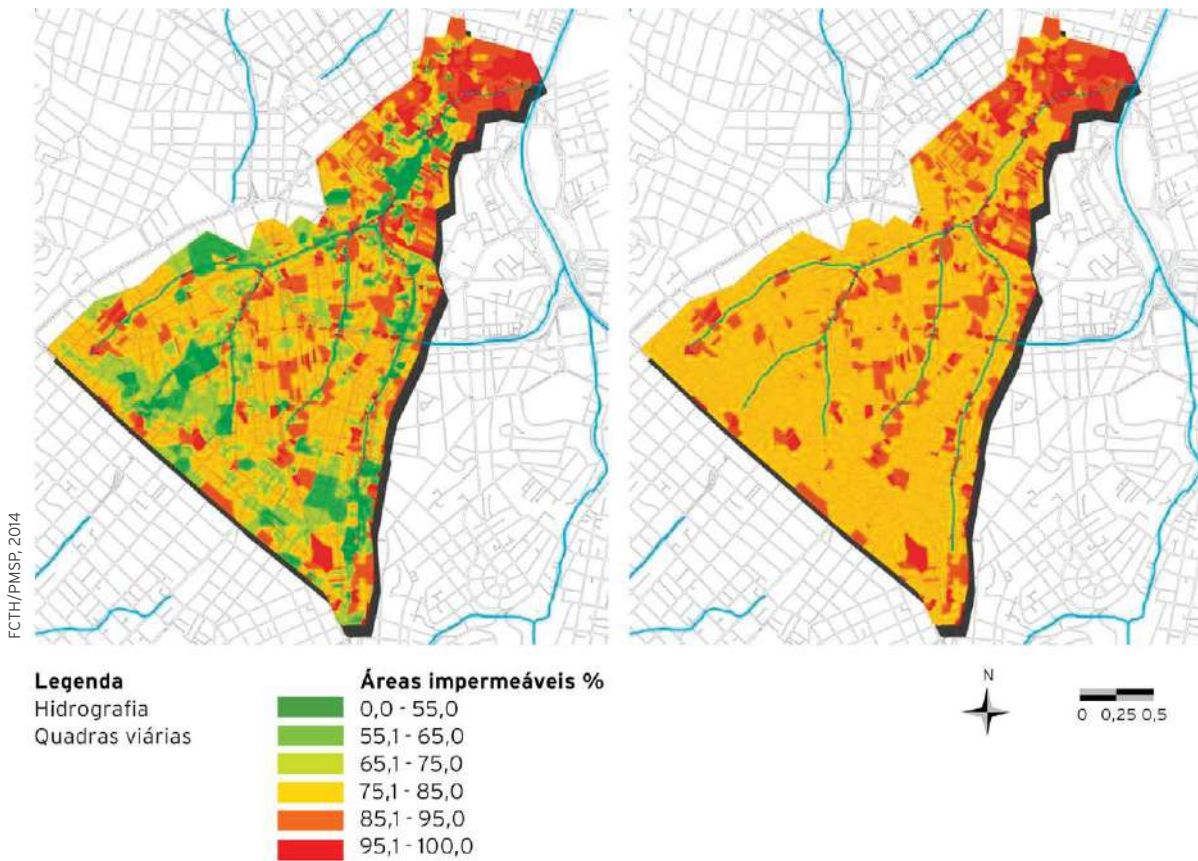 FCTH/PMSP, 2014
Legenda
Hidrografia
Quadras viárias
Áreas impermeáveis %
0,0 - 55,0
55,1 - 65,0
65,1 - 75,0
75,1 - 85,0
85,1 - 95,0
95,1 - 100,0
N
0 0,25 0,5